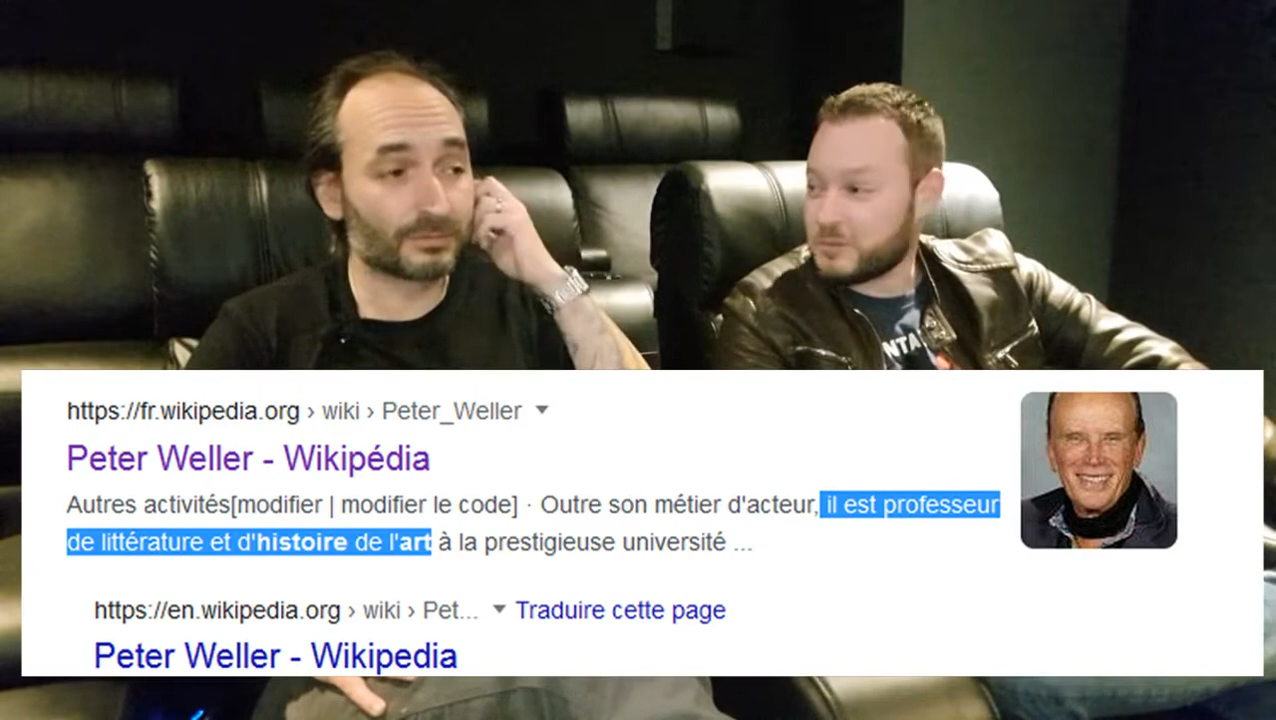 NTA
https://fr.wikipedia.org › wiki › Peter_Weller
Peter Weller - Wikipédia
Autres activités[modifier | modifier le code] · Outre son métier d'acteur, il est professeur
de littérature et d'histoire de l'art à la prestigieuse université ...
https://en.wikipedia.org › wiki › Pet... Traduire cette page
Peter Weller - Wikipedia